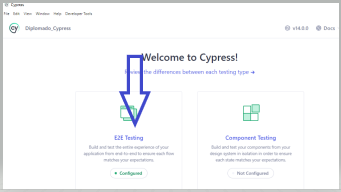 Cypress
File Edit View Window Help Developer Tools
cy Diplomado_Cypress v14.0.0 Docs
Welcome to Cypress!
Review the differences between each testing type →
E2E Testing
Build and test the entire experience of your
application from end-to-end to ensure each flow
matches your expectations.
Configured
Component Testing
Build and test your components from your
design system in isolation in order to ensure
each state matches your expectations.
Not Configured